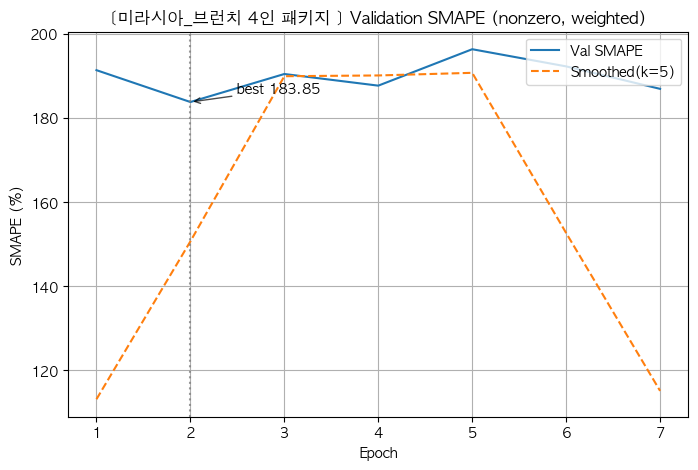 〔미라시아_브런치 4인 패키지 〕 Validation SMAPE (nonzero, weighted)
200
180
160
140
120
SMAPE (%)
Val SMAPE
Smoothed(k=5)
best 183.85
1
2
3
4
5
6
7
Epoch